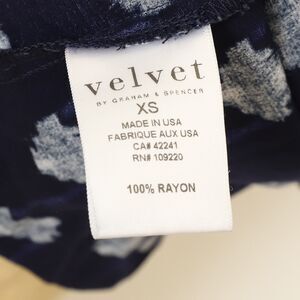 velvet
BY GRAHAM & SPENCER
XS
MADE IN USA
FABRIQUE AUX USA
CA# 42241
RN# 109220
100% RAYON